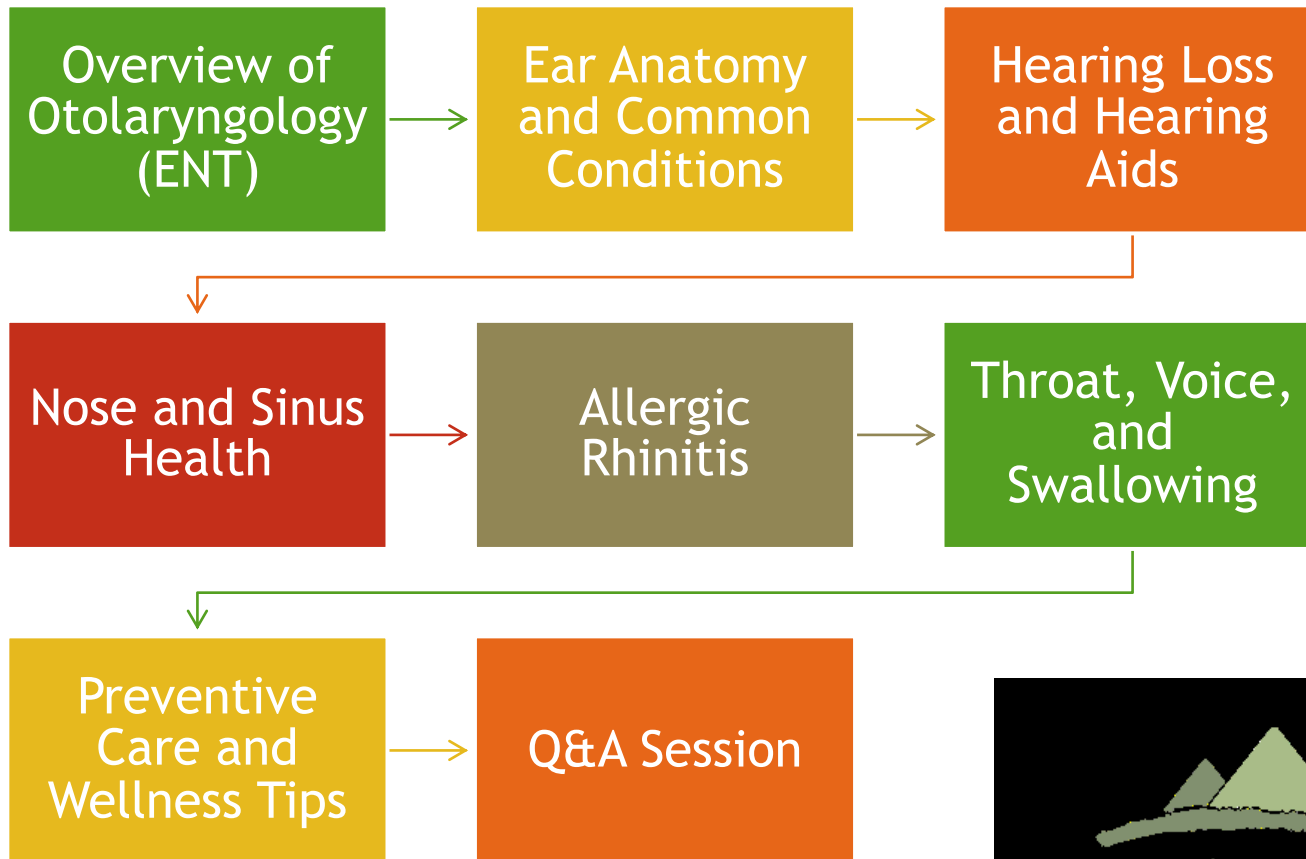 Overview of
Otolaryngology
(ENT)
Ear Anatomy
and Common
Conditions
Hearing Loss
and Hearing
Aids
Nose and Sinus
Health
Allergic
Rhinitis
Throat, Voice,
and
Swallowing
Preventive
Care and
Wellness Tips
Q&A Session